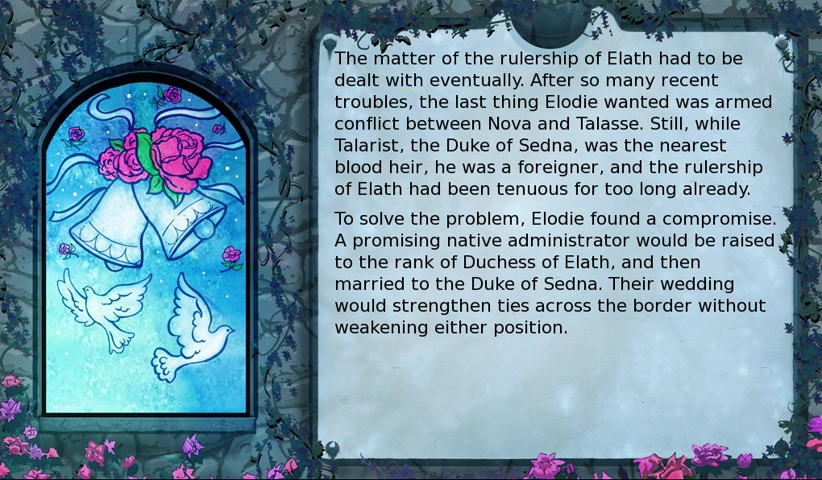 The matter of the rulership of Elath had to be
dealt with eventually. After so many recent
troubles, the last thing Elodie wanted was armed
conflict between Nova and Talasse. Still, while
Talarist, the Duke of Sedna, was the nearest
blood heir, he was a foreigner, and the rulership
of Elath had been tenuous for too long already.
To solve the problem, Elodie found a compromise.
A promising native administrator would be raised
to the rank of Duchess of Elath, and then
married to the Duke of Sedna. Their wedding
would strengthen ties across the border without
weakening either position.